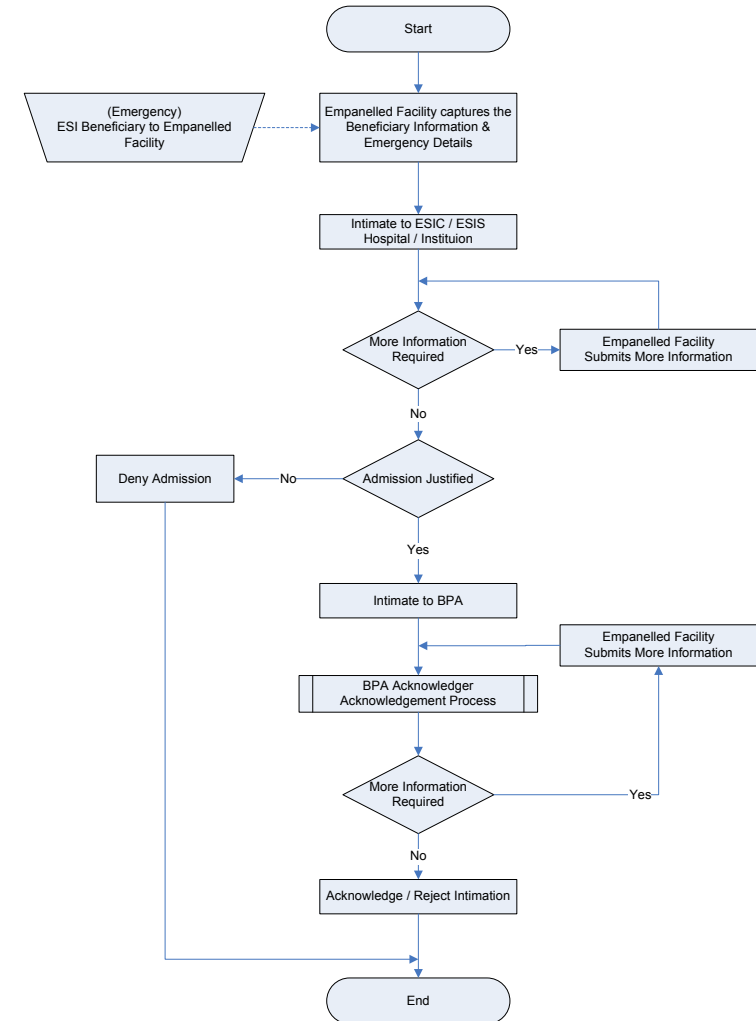 Start
(Emergency)
ESI Beneficiary to Empanelled
Facility
Empanelled Facility captures the
Beneficiary Information &
Emergency Details
Intimate to ESIC / ESIS
Hospital / Instituion
More Information
Required
Yes
Empanelled Facility
Submits More Information
No
Deny Admission
No
Admission Justified
Yes
Intimate to BPA
Empanelled Facility
Submits More Information
BPA Acknowledger
Acknowledgement Process
More Information
Required
Yes
No
Acknowledge / Reject Intimation
End